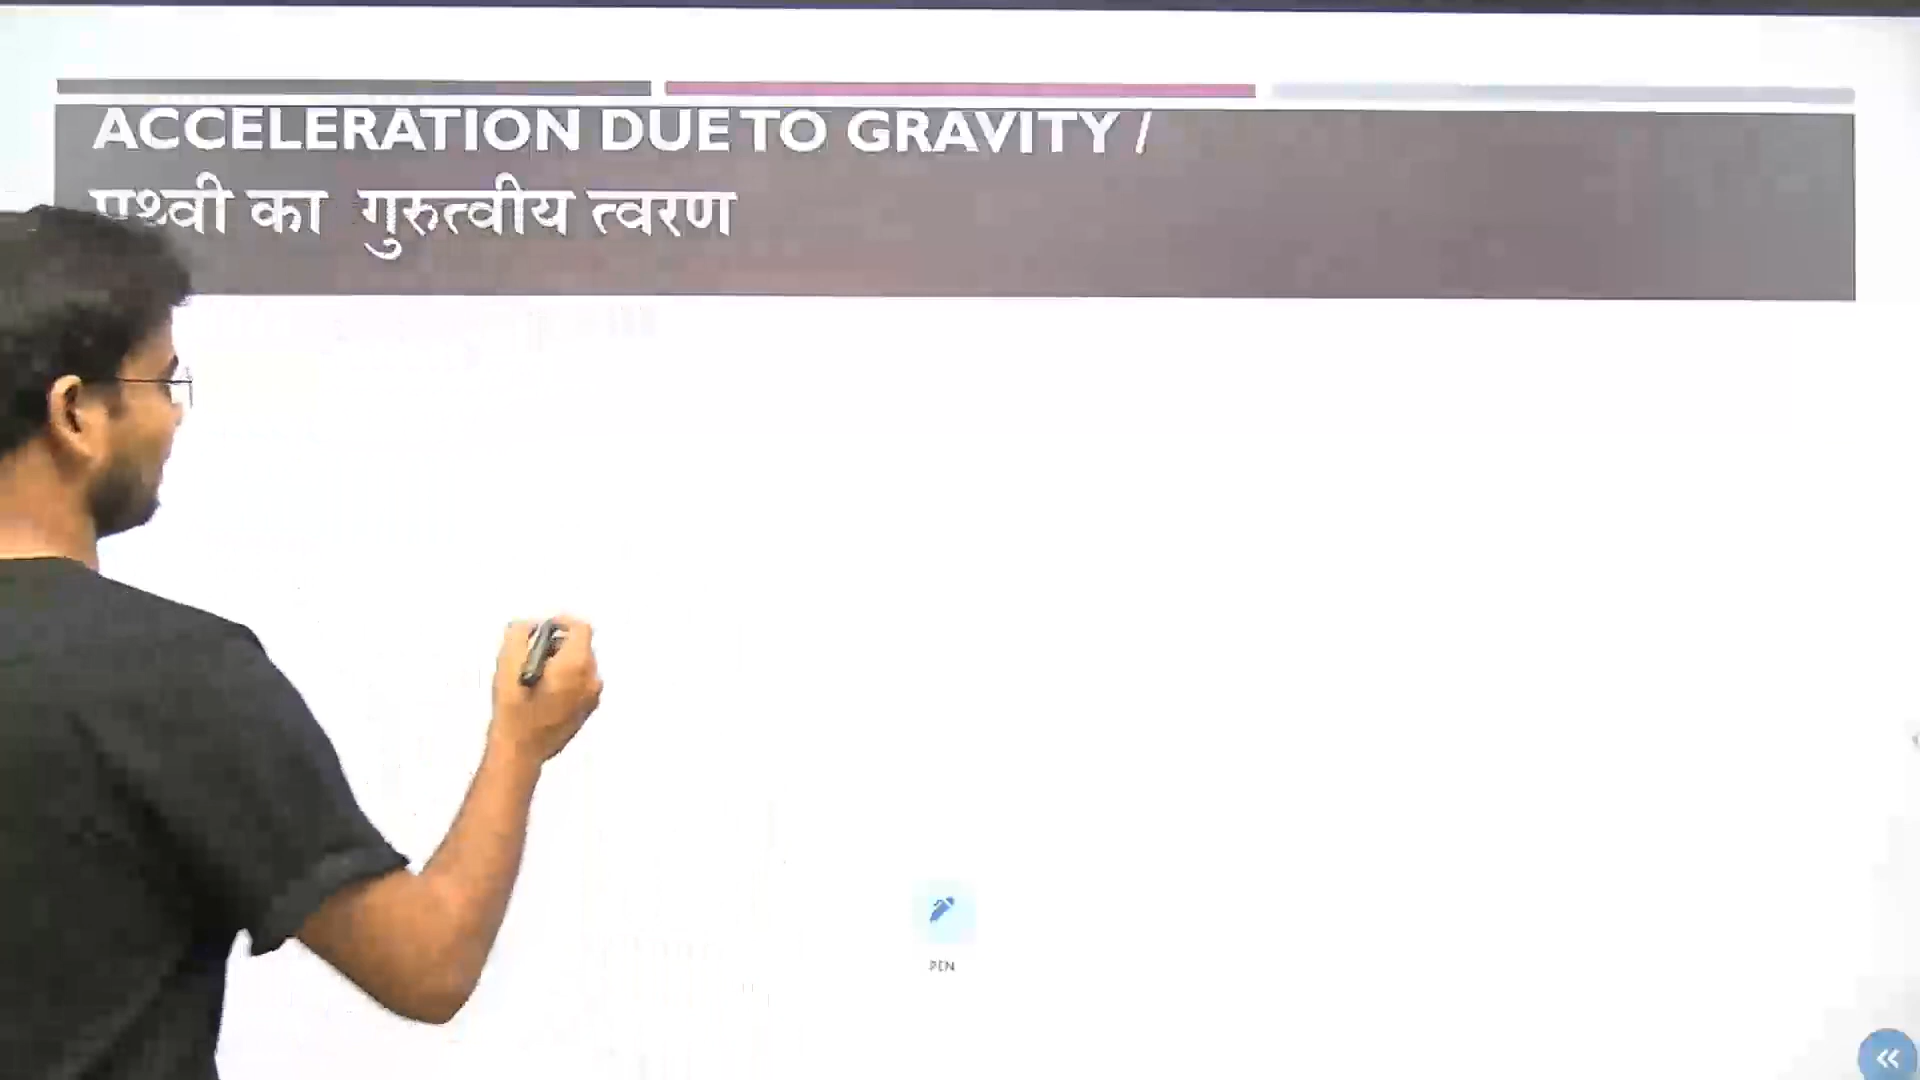 ACCELERATION DUE TO GRAVITY /
पृथ्वी का गुरुत्वीय त्वरण
PEN